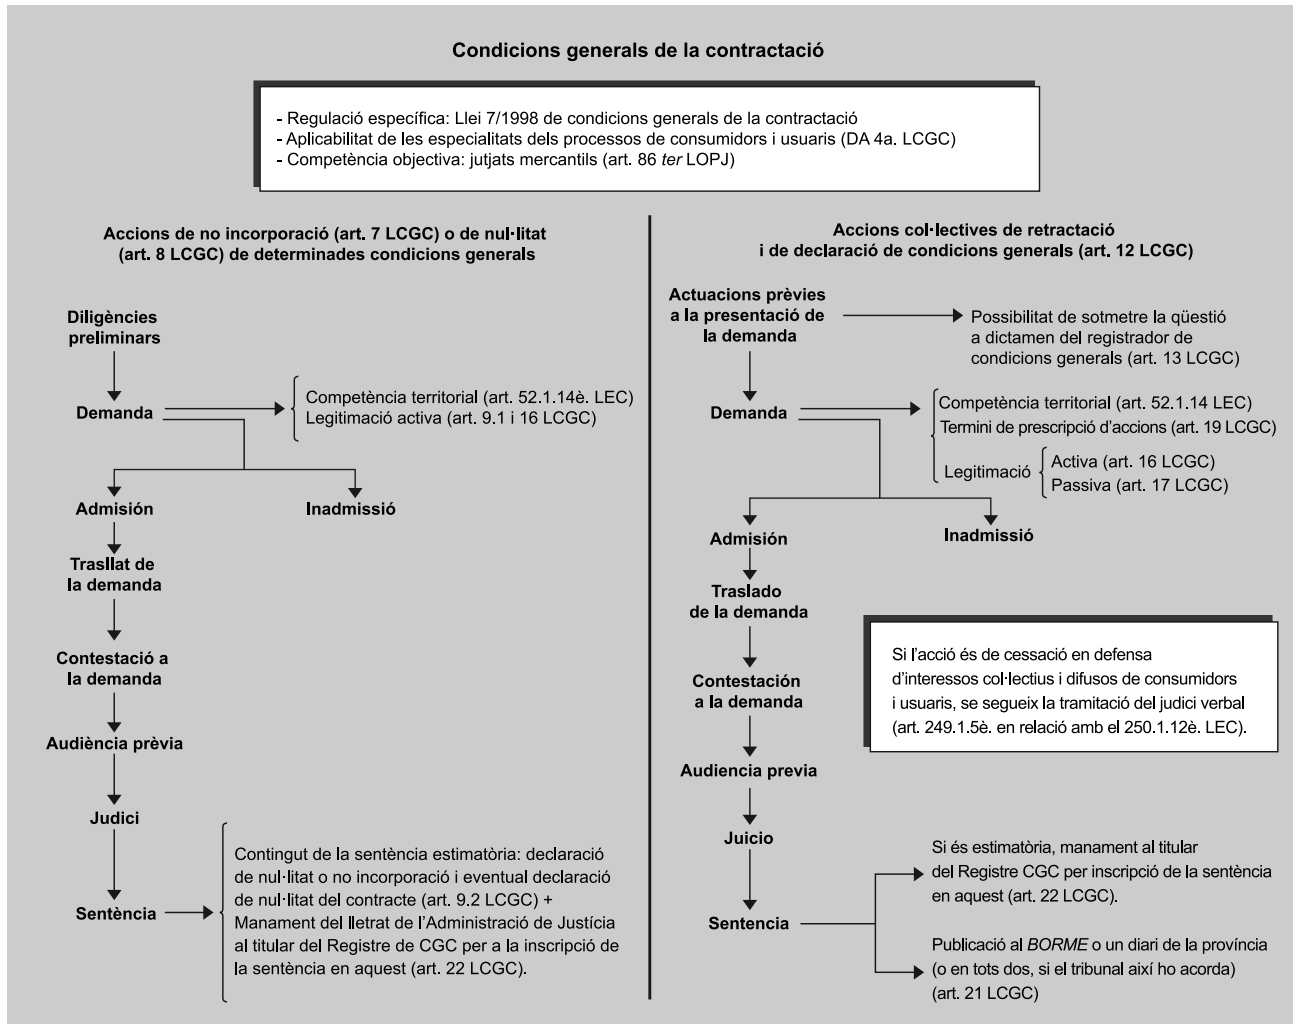 Condicions generals de la contractació
- Regulació específica: Llei 7/1998 de condicions generals de la contractació
- Aplicabilitat de les especialitats dels processos de consumidors i usuaris (DA 4a. LCGC)
- Competència objectiva: jutjats mercantils (art. 86 ter LOPJ)
Accions de no incorporació (art. 7 LCGC) o de nul·litat
(art. 8 LCGC) de determinades condicions generals
Diligències
preliminars
Demanda
Competència territorial (art. 52.1.14è. LEC)
Legitimació activa (art. 9.1 i 16 LCGC)
Admisión
Inadmissió
Trasllat de
la demanda
Contestació a
la demanda
Audiència prèvia
Judici
Sentència
Contingut de la sentència estimatòria: declaració
de nul·litat o no incorporació i eventual declaració
de nul·litat del contracte (art. 9.2 LCGC) +
Manament del lletrat de l’Administració de Justícia
al titular del Registre de CGC per a la inscripció de
la sentència en aquest (art. 22 LCGC).
Accions col·lectives de retractació
i de declaració de condicions generals (art. 12 LCGC)
Actuacions prèvies
a la presentació de
la demanda
Possibilitat de sotmetre la qüestió
a dictamen del registrador de
condicions generals (art. 13 LCGC)
Demanda
Competència territorial (art. 52.1.14 LEC)
Termini de prescripció d’accions (art. 19 LCGC)
Legitimació
Activa (art. 16 LCGC)
Passiva (art. 17 LCGC)
Admisión
Inadmissió
Traslado
de la demanda
Contestación
a la demanda
Si l’acció és de cessació en defensa
d’interessos col·lectius i difusos de consumidors
i usuaris, se segueix la tramitació del judici verbal
(art. 249.1.5è. en relació amb el 250.1.12è. LEC).
Audiencia previa
Juicio
Sentencia
Si és estimatòria, manament al titular
del Registre CGC per inscripció de la sentència
en aquest (art. 22 LCGC).
Publicació al BORME o un diari de la província
(o en tots dos, si el tribunal així ho acorda)
(art. 21 LCGC)